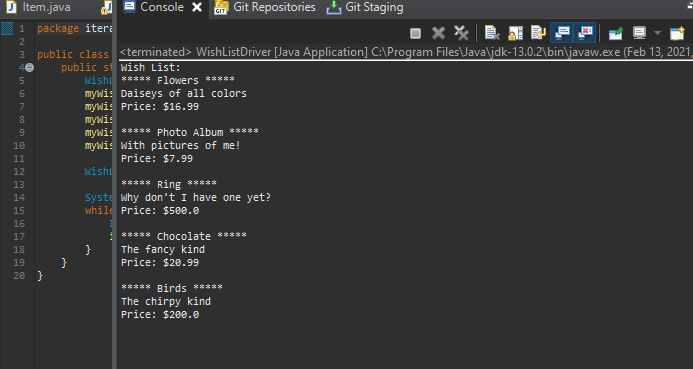 Item.java
Console
Git Repositories
Git Staging
<terminated> WishListDriver [Java Application] C:\Program Files\Java\jdk-13.0.2\bin\javaw.exe (Feb 13, 2021,
1 package itera
2
3 public class
4 public st
5 WishL
6 myWis
7 myWis
8 myWis
9 myWis
10 myWis
11
12 WishL
13
14 Syste
15 while
16 I
17 i
18 }
19 }
20 }
Wish List:
***** Flowers *****
Daiseys of all colors
Price: $16.99
***** Photo Album *****
With pictures of me!
Price: $7.99
***** Ring *****
Why don't I have one yet?
Price: $500.0
***** Chocolate *****
The fancy kind
Price: $20.99
***** Birds *****
The chirpy kind
Price: $200.0